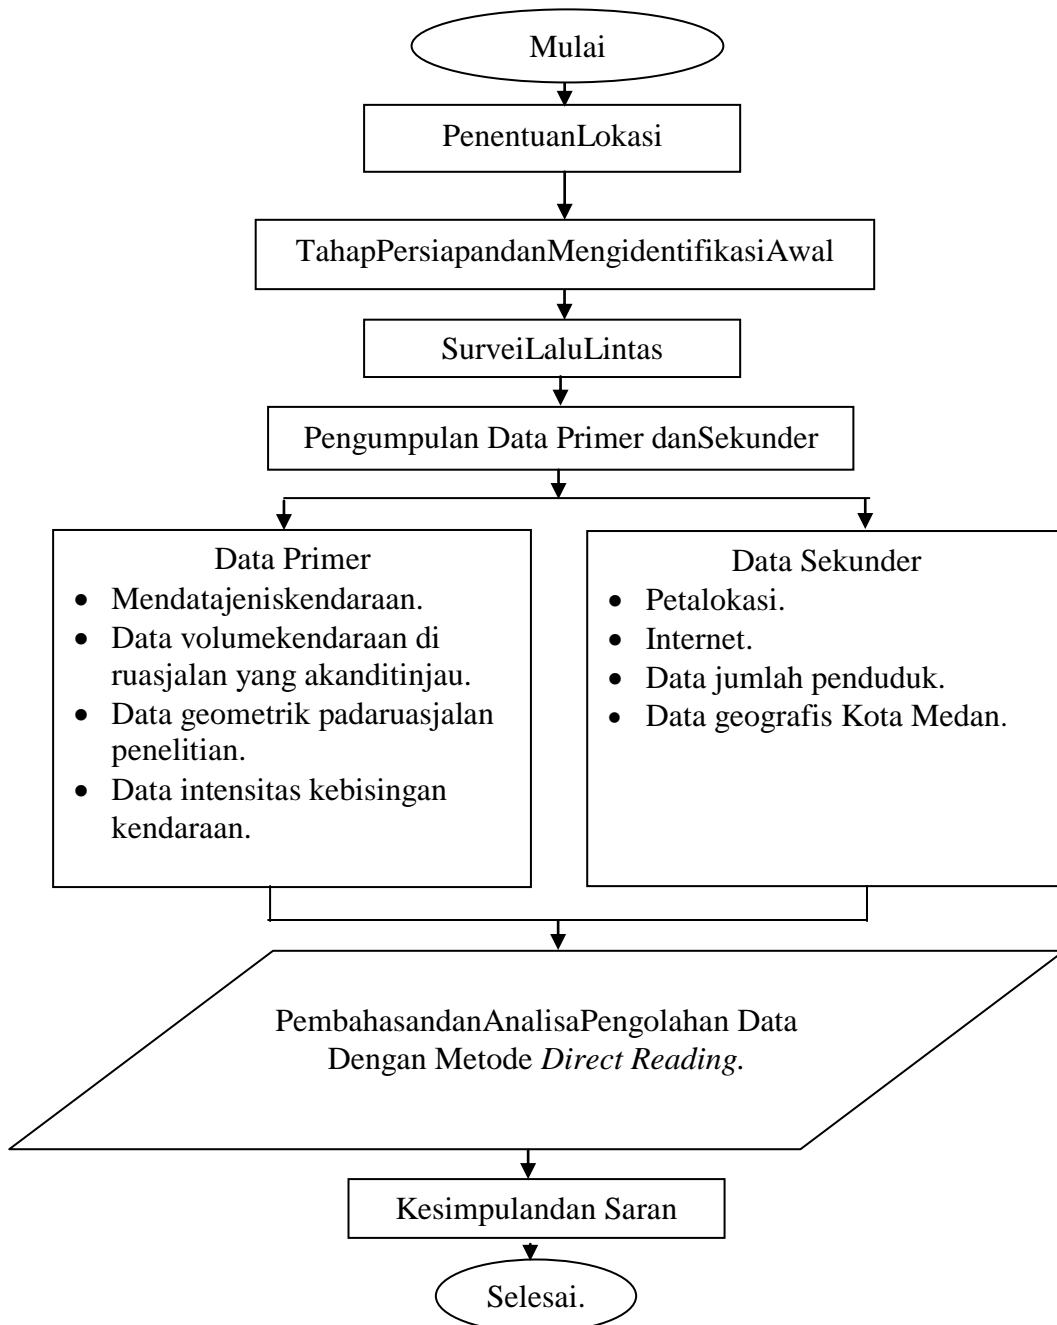 Mulai
PenentuanLokasi
TahapPersiapandanMengidentifikasiAwal
SurveiLaluLintas
Pengumpulan Data Primer danSekunder
Data Primer
• Mendatajeniskendaraan.
• Data volumekendaraan di
ruasjalan yang akanditinjau.
• Data geometrik padaruasjalan
penelitian.
• Data intensitas kebisingan
kendaraan.
Data Sekunder
• Petalokasi.
• Internet.
• Data jumlah penduduk.
• Data geografis Kota Medan.
PembahasandanAnalisaPengolahan Data
Dengan Metode Direct Reading.
Kesimpulandan Saran
Selesai.